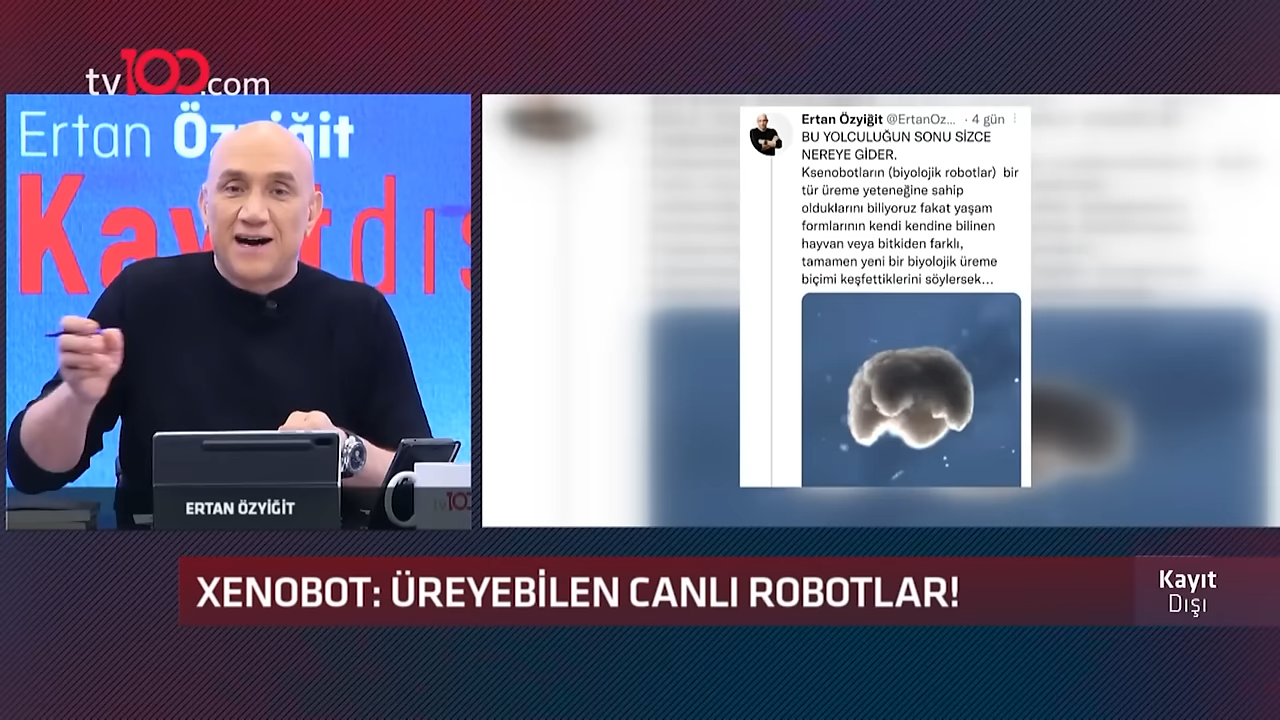 tv100.com
Ertan Özyiğit
Kayıtdış
ERTAN ÖZYİĞİT
tv100
Ertan Özyiğit @ErtanOz... · 4 gün
BU YOLCULUĞUN SONU SİZCE
NEREYE GİDER.
Ksenobotların (biyolojik robotlar) bir
tür üreme yeteneğine sahip
olduklarını biliyoruz fakat yaşam
formlarının kendi kendine bilinen
hayvan veya bitkiden farklı,
tamamen yeni bir biyolojik üreme
biçimi keşfettiklerini söylersek...
XENOBOT: ÜREYEBİLEN CANLI ROBOTLAR!
Kayıt
Dışı